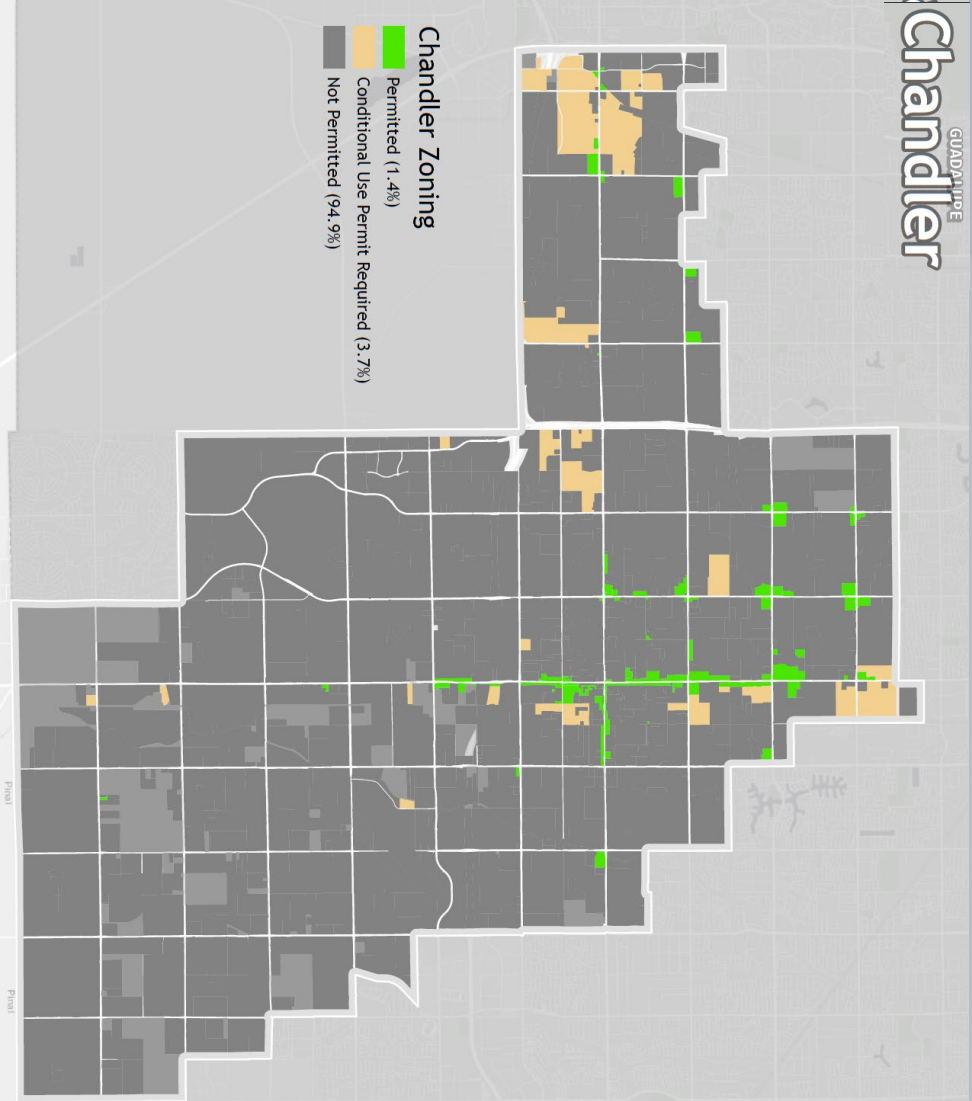 GUADALUPE
Chandler
Chandler Zoning
Permitted (1.4%)
Conditional Use Permit Required (3.7%)
Not Permitted (94.9%)
Pinal
Pinal